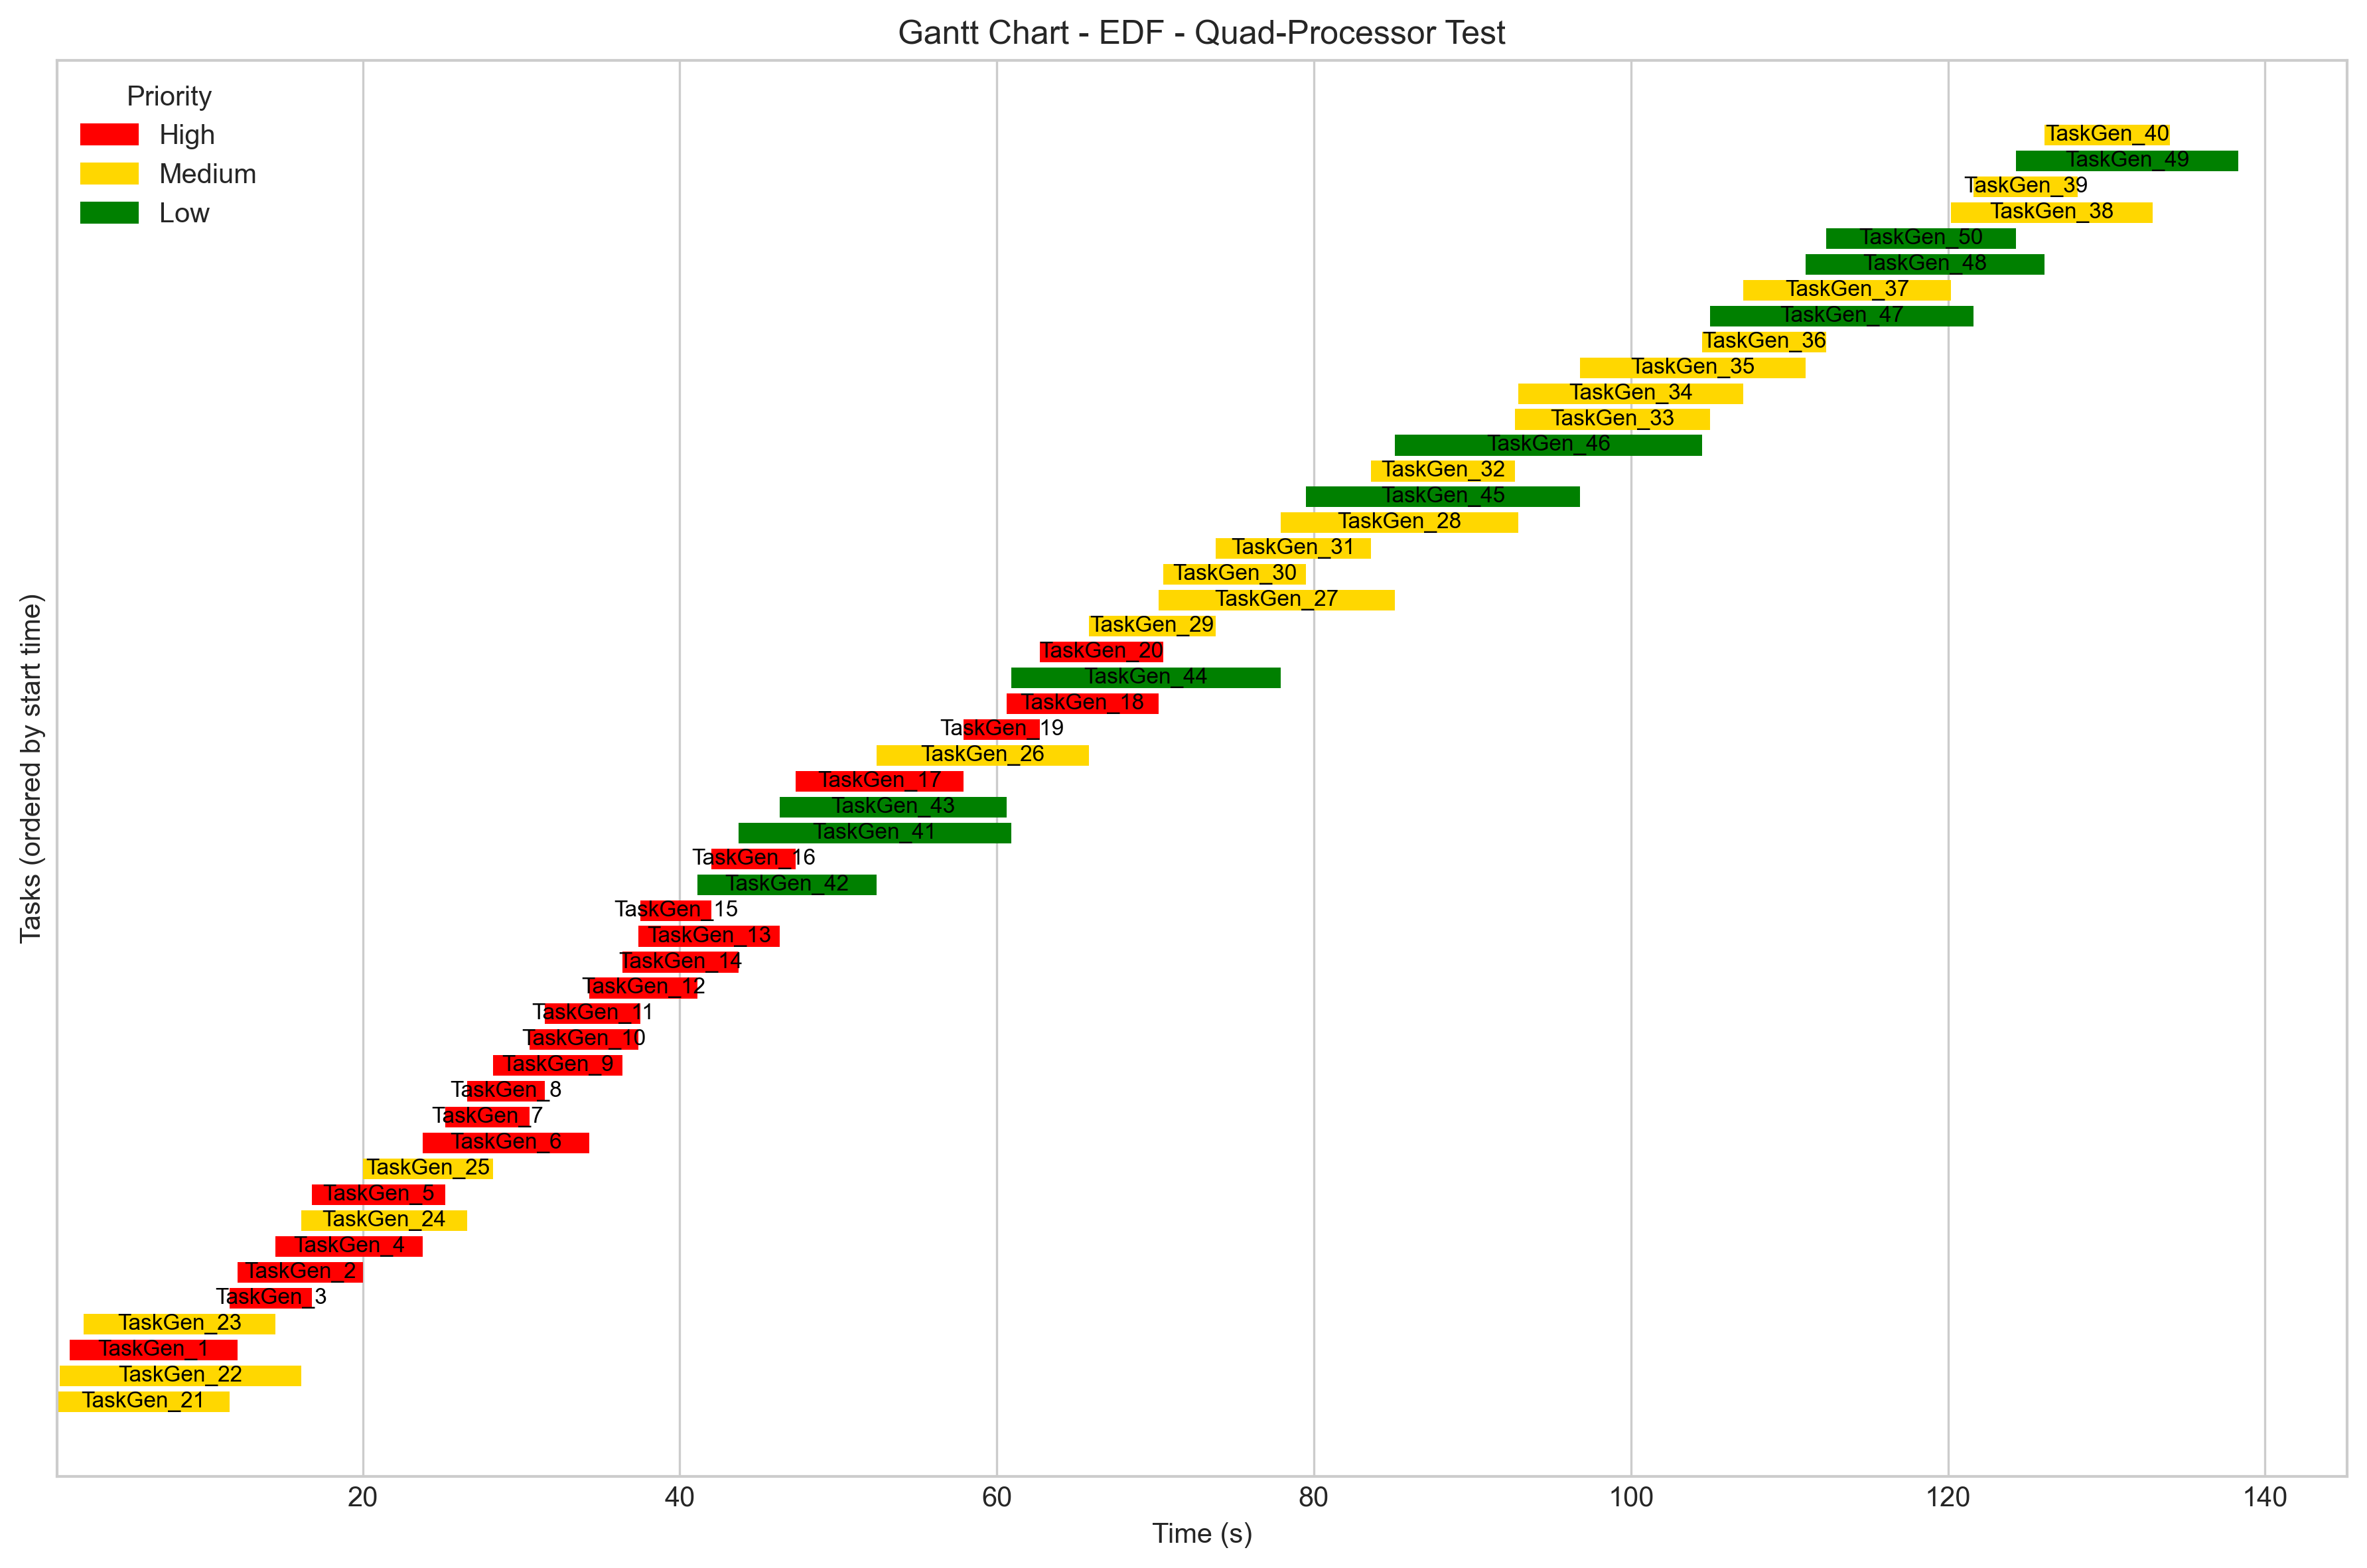 Gantt Chart - EDF - Quad-Processor Test
Priority
High
Medium
Low
TaskGen_40
TaskGen_49
TaskGen_39
TaskGen_38
TaskGen_50
TaskGen_48
TaskGen_37
TaskGen_47
TaskGen_36
TaskGen_35
TaskGen_34
TaskGen_33
TaskGen_46
TaskGen_32
TaskGen_45
TaskGen_28
TaskGen_31
TaskGen_30
TaskGen_27
TaskGen_29
TaskGen_20
TaskGen_44
TaskGen_18
TaskGen_19
TaskGen_26
TaskGen_17
TaskGen_43
TaskGen_41
TaskGen_16
TaskGen_42
TaskGen_15
TaskGen_13
TaskGen_14
TaskGen_12
TaskGen_11
TaskGen_10
TaskGen_9
TaskGen_8
TaskGen_7
TaskGen_6
TaskGen_25
TaskGen_5
TaskGen_24
TaskGen_4
TaskGen_2
TaskGen_3
TaskGen_23
TaskGen_1
TaskGen_22
TaskGen_21
Tasks (ordered by start time)
20 40 60 80 100 120 140
Time (s)